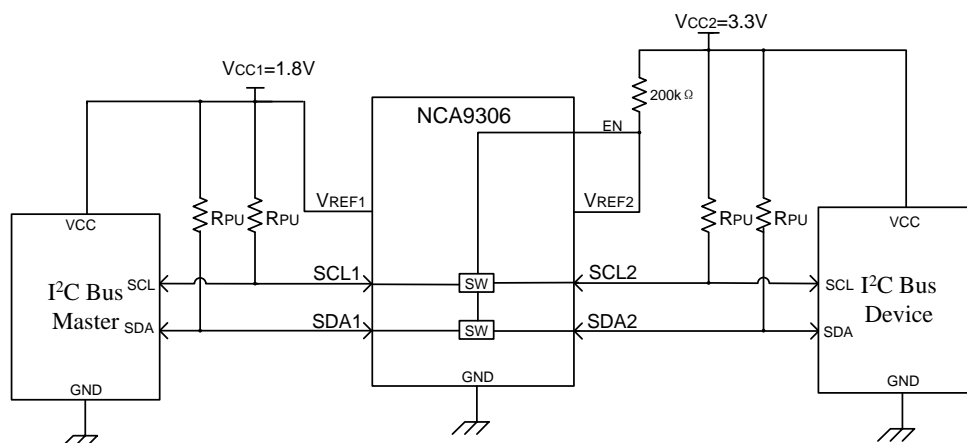 VCC2=3.3V
VCC1=1.8V
200kΩ
NCA9306
EN
VREF1
VREF2
RPU
RPU
RPU
RPU
VCC
VCC
SCL
SCL1
SW
SCL2
SCL
I²C Bus
Master
I²C Bus
Device
SDA
SDA1
SW
SDA2
SDA
GND
GND
GND